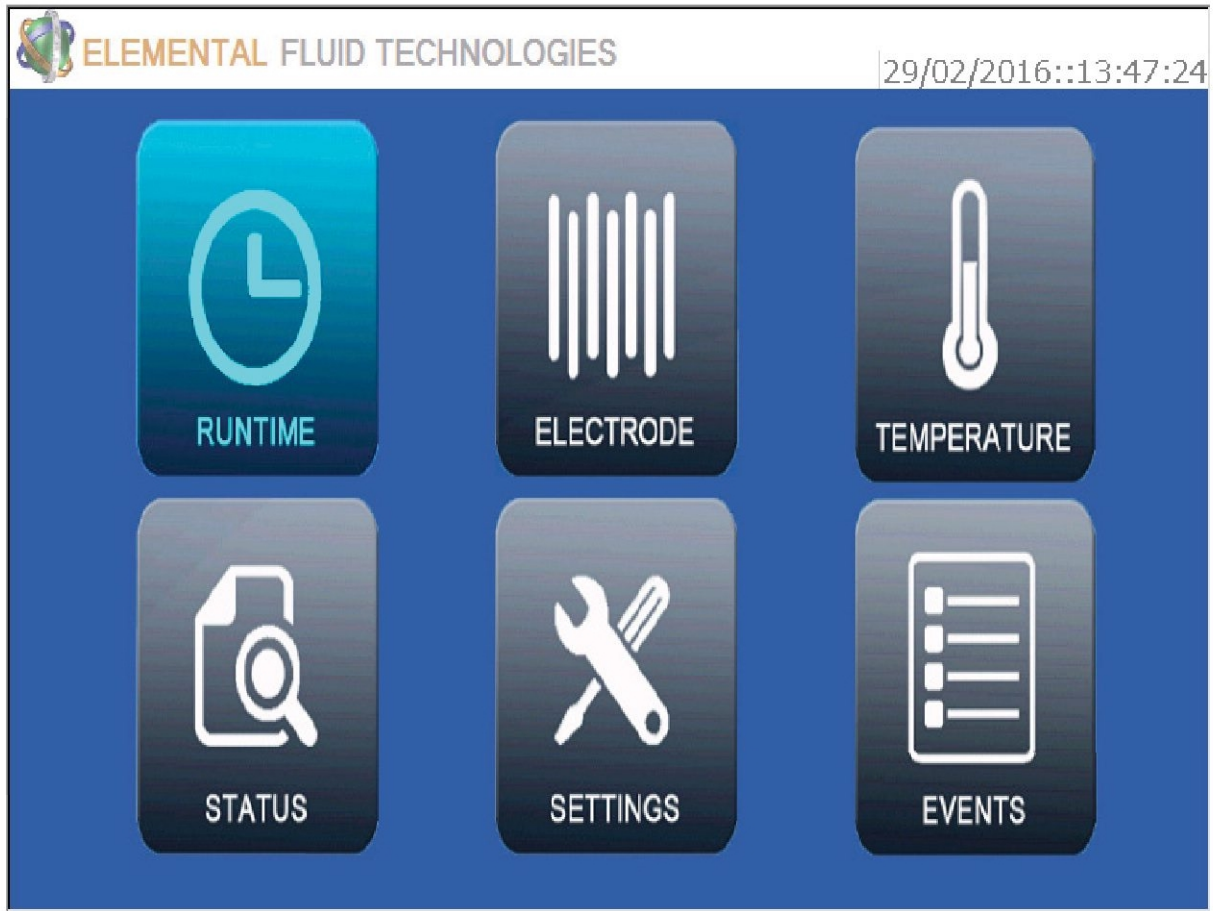 ELEMENTAL FLUID TECHNOLOGIES
29/02/2016::13:47:24
RUNTIME
ELECTRODE
TEMPERATURE
STATUS
SETTINGS
EVENTS